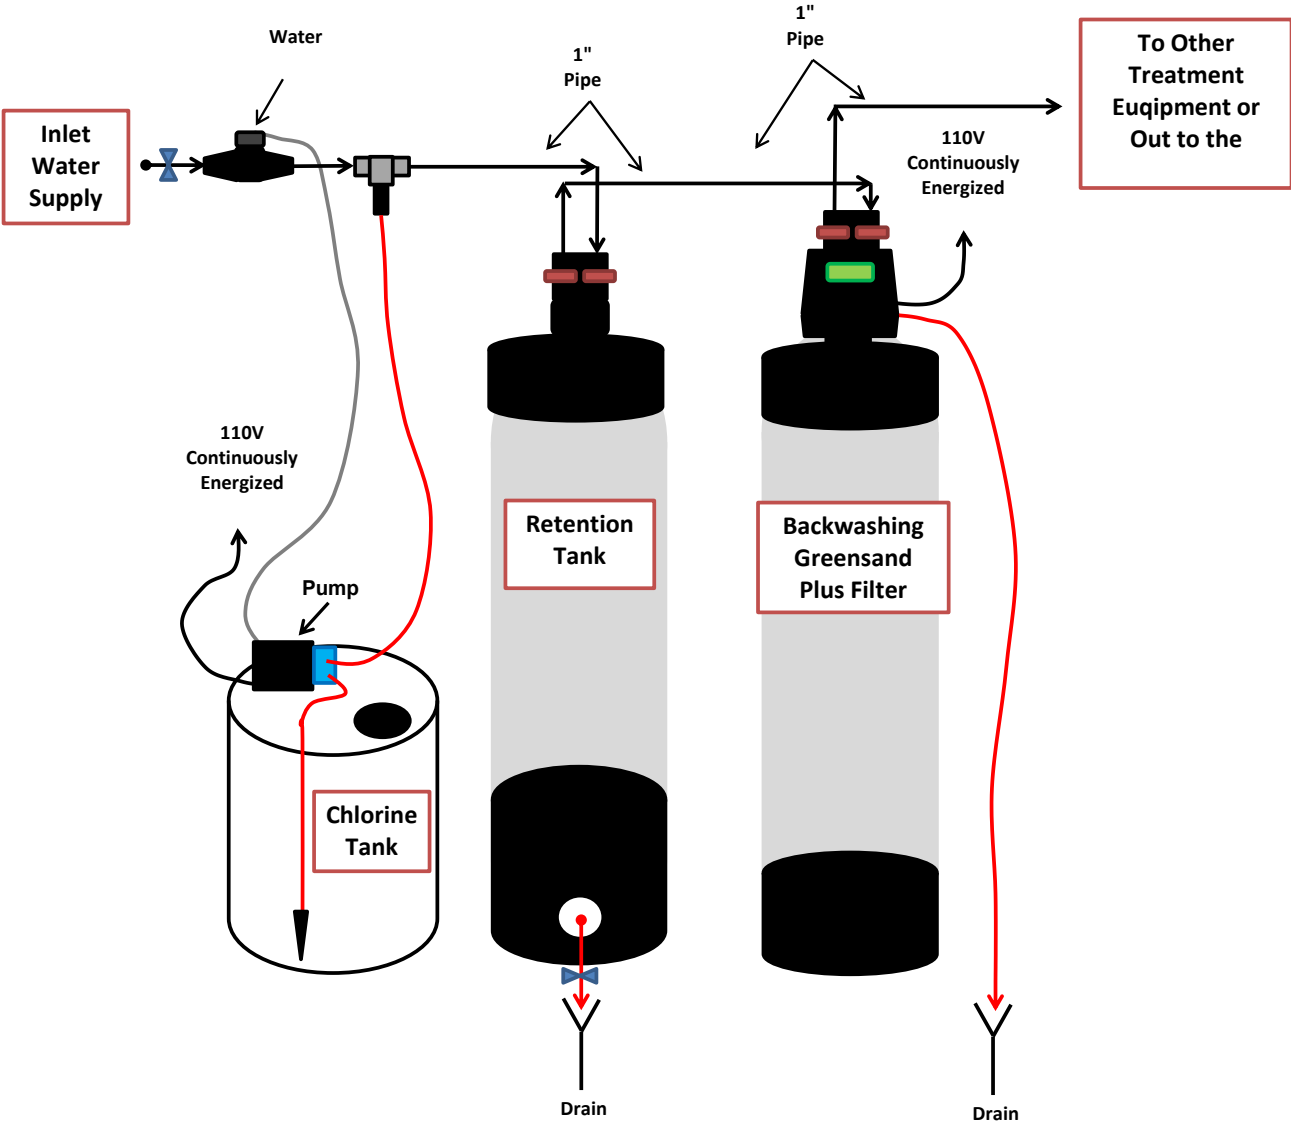 Water
1"
Pipe
1"
Pipe
To Other
Treatment
Euqipment or
Out to the
Inlet
Water
Supply
110V
Continuously
Energized
110V
Continuously
Energized
Retention
Tank
Backwashing
Greensand
Plus Filter
Pump
Chlorine
Tank
Drain
Drain